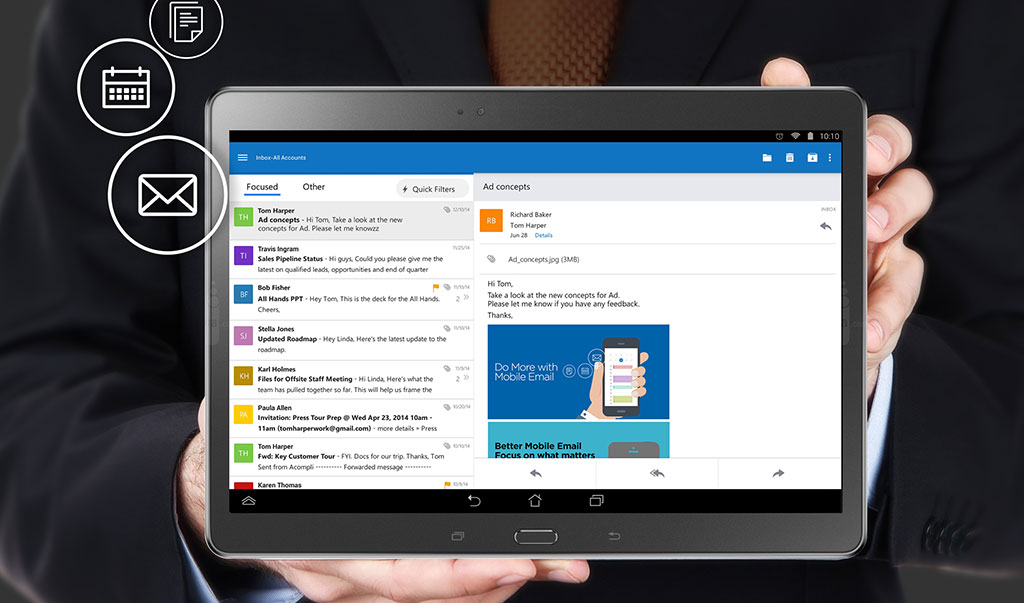 10:10
Inbox-All Accounts
Focused
Other
Quick Filters
TH
Tom Harper
12/10/14
Ad concepts - Hi Tom, Take a look at the new
concepts for Ad. Please let me knowzz
TI
Travis Ingram
11/25/14
Sales Pipeline Status - Hi guys, Could you please give me the
latest on qualified leads, opportunities and end of quarter
BF
Bob Fisher
11/10/14
All Hands PPT - Hey Tom, This is the deck for the All Hands.
2
Cheers,
SJ
Stella Jones
11/10/14
Updated Roadmap - Hey Linda, Here's the latest update to the
roadmap.
KH
Karl Holmes
11/10/14
Files for Offsite Staff Meeting - Hi Linda, Here's what the
2
team has pulled together so far. This will help us frame the
PA
Paula Allen
10/20/14
Invitation: Press Tour Prep @ Wed Apr 23, 2014 10am -
11am (tomharperwork@gmail.com) - more details » Press
TH
Tom Harper
10/10/14
Fwd: Key Customer Tour - FYI. Docs for our trip. Thanks, Tom
Sent from Acompli ---------- Forwarded message ----------
Karen Thomas
10/9/14
Ad concepts
RB
Richard Baker
INBOX
Tom Harper
Jun 28 Details
Ad_concepts.jpg (3MB)
Hi Tom,
Take a look at the new concepts for Ad.
Please let me know if you have any feedback.
Thanks,
Do More with
Mobile Email
Better Mobile Email
Focus on what matters